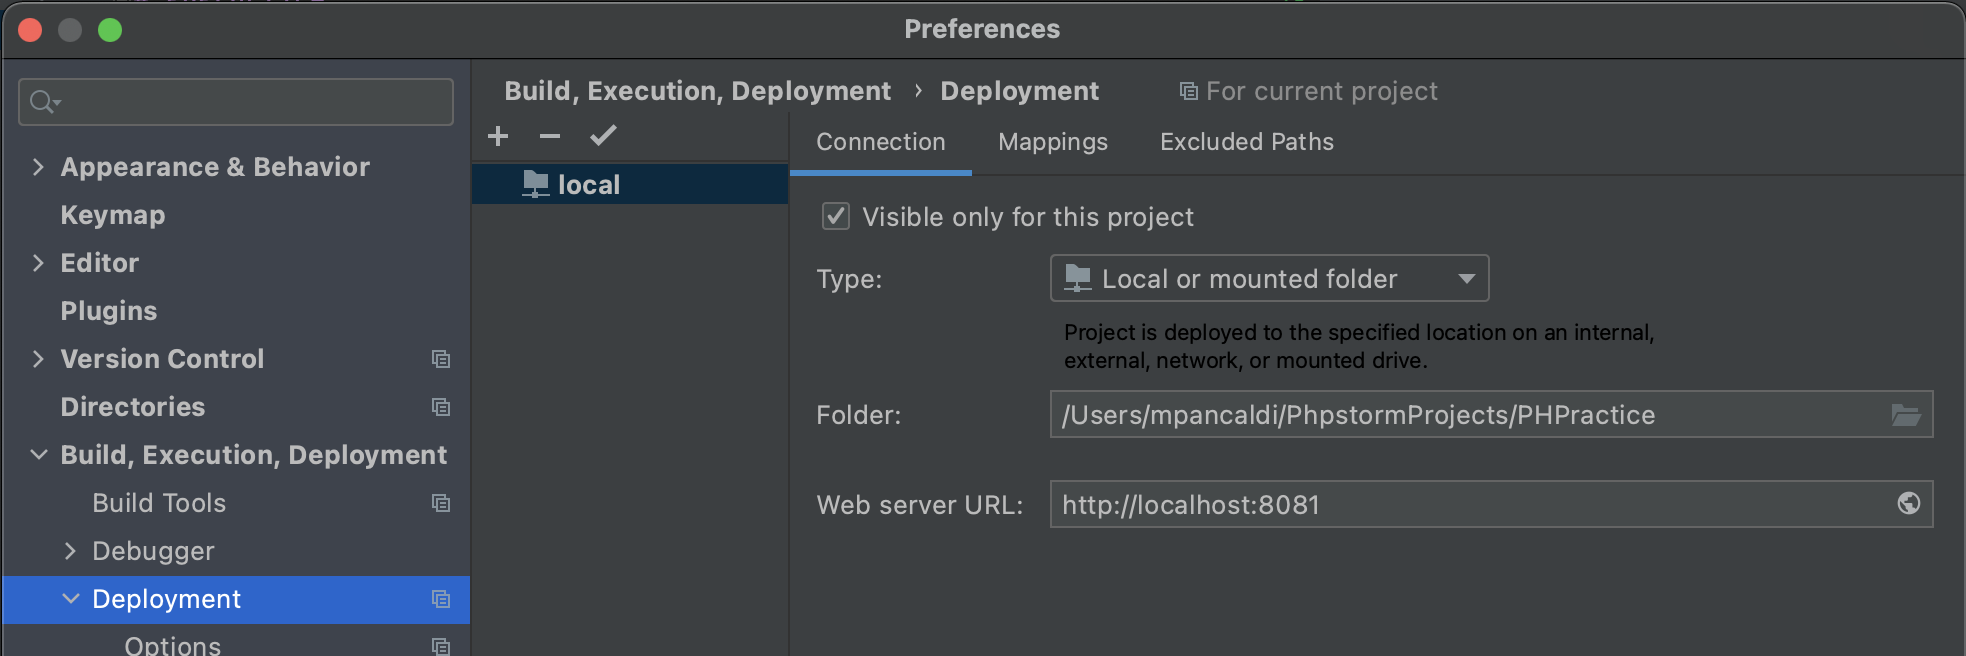 Preferences
Appearance & Behavior
Keymap
Editor
Plugins
Version Control
Directories
Build, Execution, Deployment
Build Tools
Debugger
Deployment
Options
Build, Execution, Deployment › Deployment
For current project
local
Connection
Mappings
Excluded Paths
Visible only for this project
Type:
Local or mounted folder
Project is deployed to the specified location on an internal,
external, network, or mounted drive.
Folder:
/Users/mpancaldi/PhpstormProjects/PHPractice
Web server URL:
http://localhost:8081